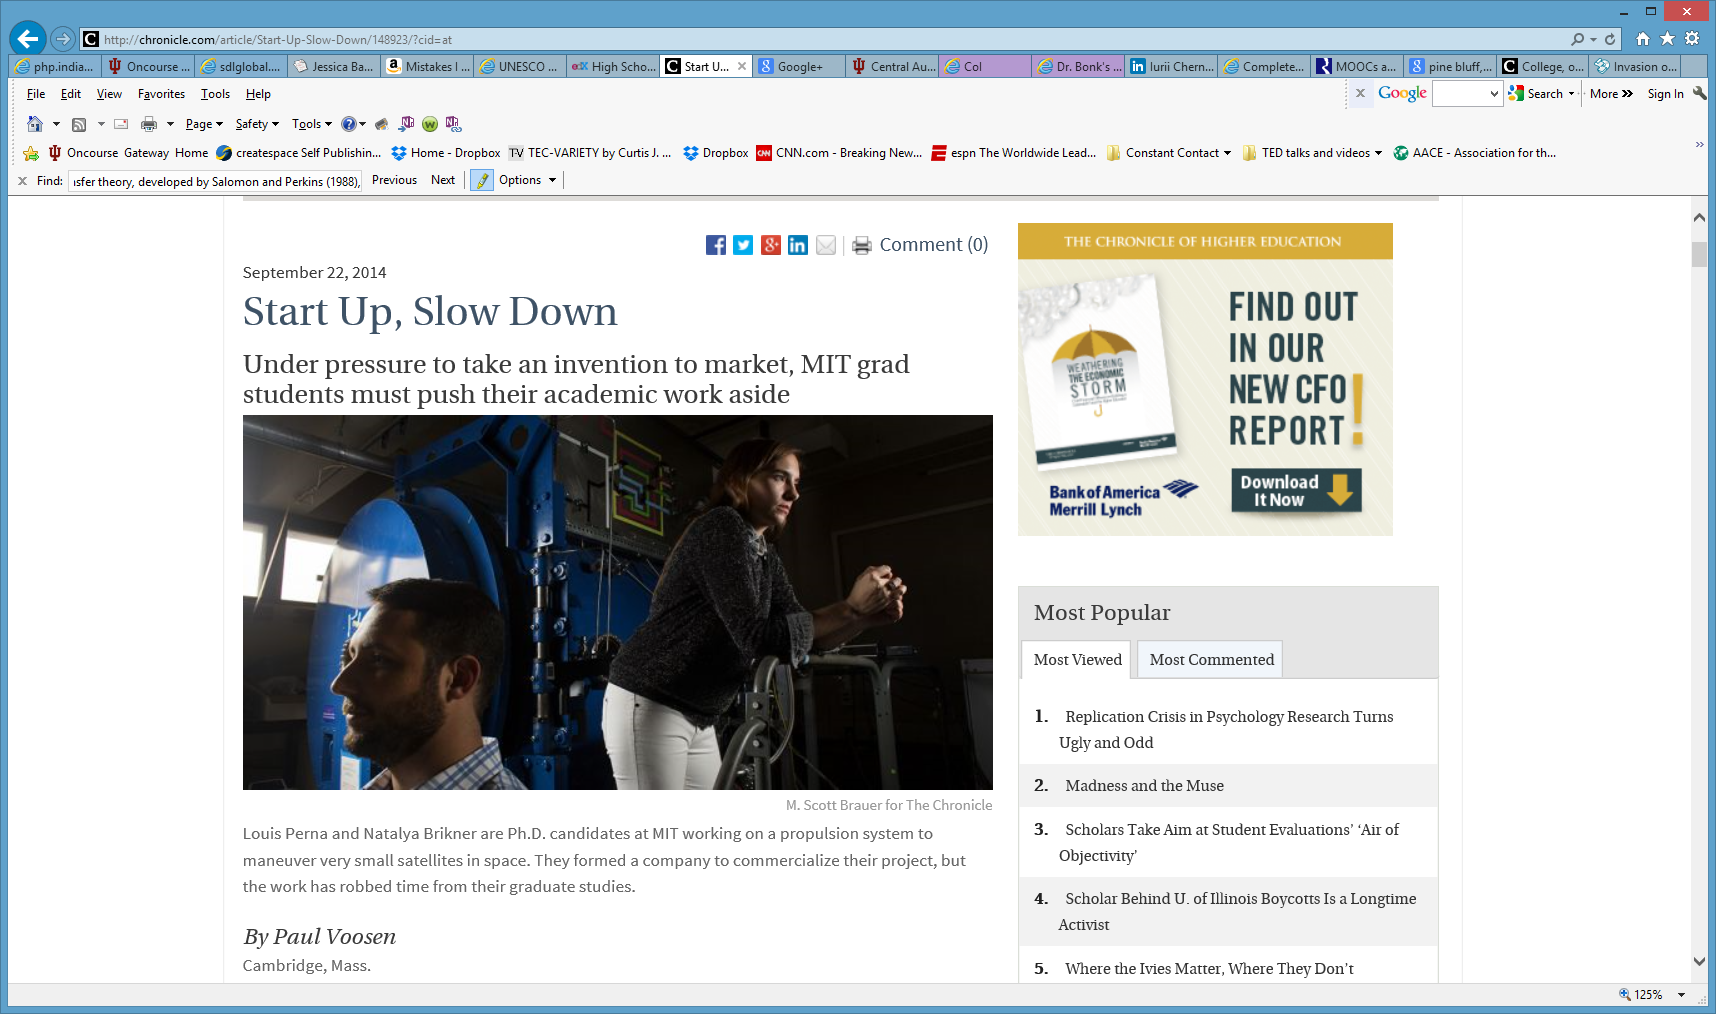 http://chronicle.com/article/Start-Up-Slow-Down/148923/?cid=at
php.india... Oncourse ... sdlglobal.... Jessica Ba... Mistakes I ... UNESCO ... High Scho... Start U... Google+ Central Au... Col Dr. Bonk's ... Iurii Chern... Complete... MOOCs a... pine bluff,... College, o... Invasion o...
File Edit View Favorites Tools Help
x Google Search More » Sign In
Page Safety Tools
Oncourse Gateway Home createspace Self Publishin... Home - Dropbox TEC-VARIETY by Curtis J. ... Dropbox CNN.com - Breaking New... espn The Worldwide Lead... Constant Contact TED talks and videos AACE - Association for th...
x Find: nsfer theory, developed by Salomon and Perkins (1988), Previous Next Options
Comment (0)
September 22, 2014
Start Up, Slow Down
Under pressure to take an invention to market, MIT grad
students must push their academic work aside
M. Scott Brauer for The Chronicle
Louis Perna and Natalya Brikner are Ph.D. candidates at MIT working on a propulsion system to
maneuver very small satellites in space. They formed a company to commercialize their project, but
the work has robbed time from their graduate studies.
By Paul Voosen
Cambridge, Mass.
THE CHRONICLE OF HIGHER EDUCATION
WEATHERING
THE ECONOMIC
STORM
FIND OUT
IN OUR
NEW CFO
REPORT!
Bank of America
Merrill Lynch
Download
It Now
Most Popular
Most Viewed Most Commented
1. Replication Crisis in Psychology Research Turns
Ugly and Odd
2. Madness and the Muse
3. Scholars Take Aim at Student Evaluations’ ‘Air of
Objectivity’
4. Scholar Behind U. of Illinois Boycotts Is a Longtime
Activist
5. Where the Ivies Matter, Where They Don’t
125%